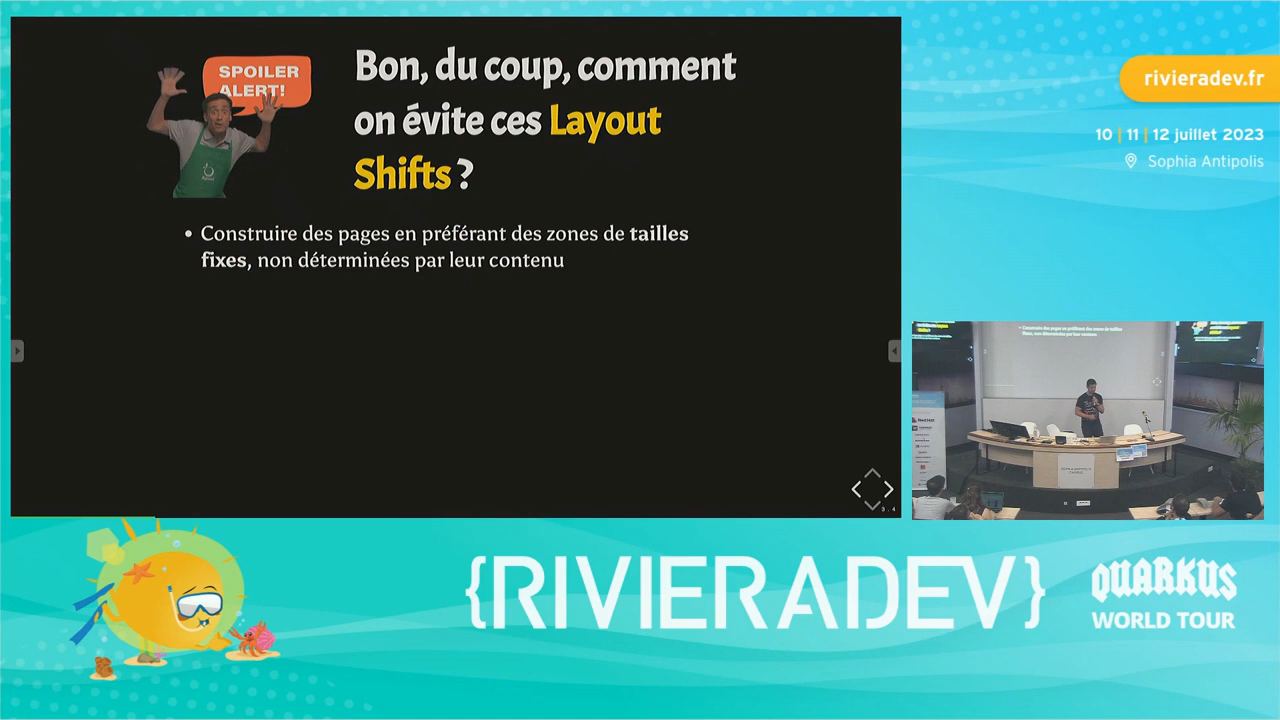 SPOILER
ALERT!
Bon, du coup, comment
on évite ces Layout
Shifts ?
• Construire des pages en préférant des zones de tailles
fixes, non déterminées par leur contenu
3.4
rivieradev.fr
10 | 11 | 12 juillet 2023
Sophia Antipolis
{RIVIERADEV}
QUARKUS
WORLD TOUR